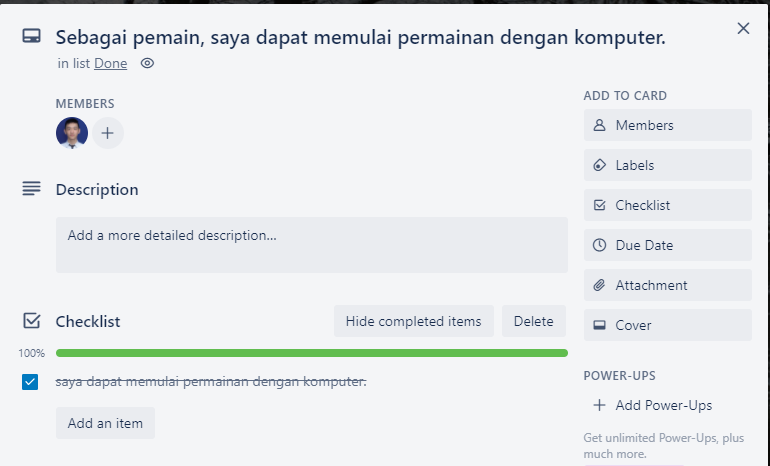 Sebagai pemain, saya dapat memulai permainan dengan komputer.
in list Done
MEMBERS
Description
Add a more detailed description...
Checklist
Hide completed items
Delete
100%
saya dapat memulai permainan dengan komputer.
Add an item
ADD TO CARD
Members
Labels
Checklist
Due Date
Attachment
Cover
POWER-UPS
Add Power-Ups
Get unlimited Power-Ups, plus
much more.